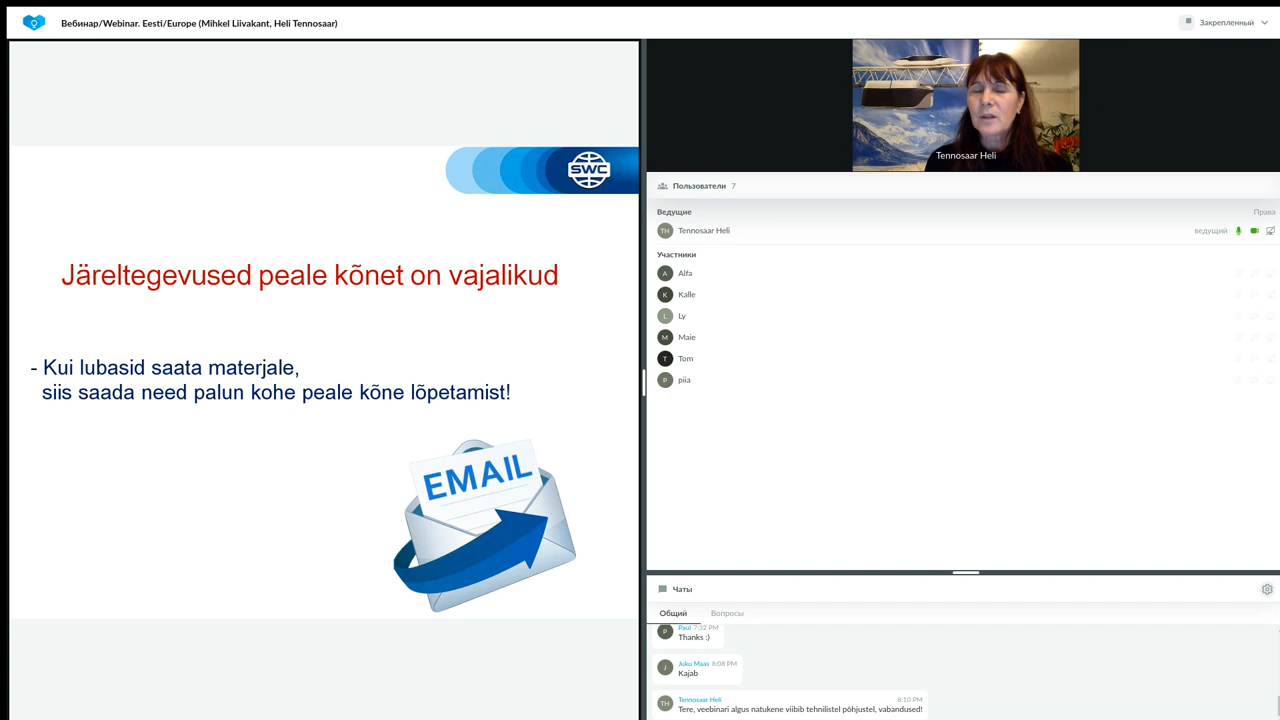 Вебинар/Webinar. Eesti/Europe (Mihkel Liivakant, Heli Tennosaar)
Закрепленный
SWC
Järeltegevused peale kõnet on vajalikud
- Kui lubasid saata materjale,
siis saada need palun kohe peale kõne lõpetamist!
EMAIL
Tennosaar Heli
Пользователи 7
Ведущие Права
TH Tennosaar Heli ведущий
Участники
A Alfa
K Kalle
L Ly
M Maie
T Tom
P piia
Чаты
Общий Вопросы
Paul 7:32 PM
P Thanks :)
Juku Maas 8:08 PM
J Kajab
Tennosaar Heli 8:10 PM
TH Tere, veebinari algus natukene viibib tehnilistel põhjustel, vabandused!